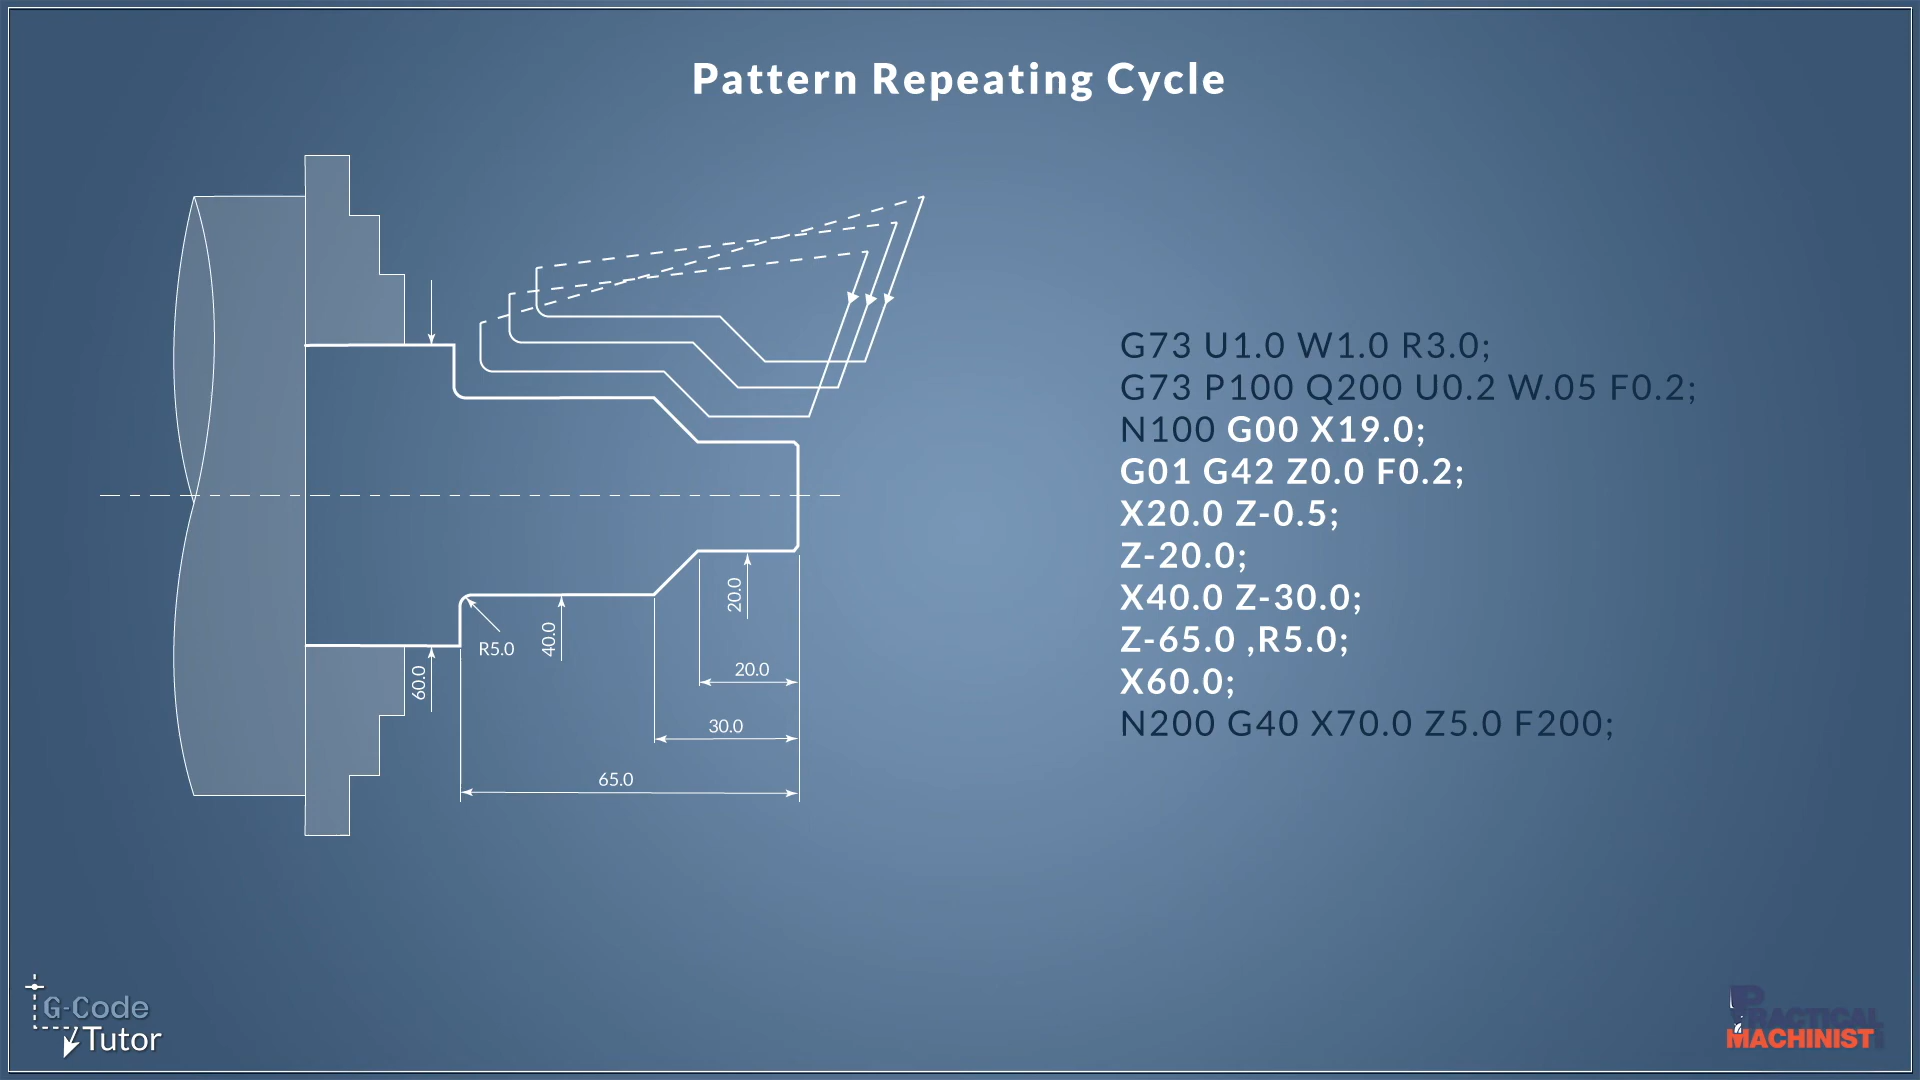 Pattern Repeating Cycle
G73 U1.0 W1.0 R3.0;
G73 P100 Q200 U0.2 W.05 F0.2;
N100 G00 X19.0;
G01 G42 Z0.0 F0.2;
X20.0 Z-0.5;
Z-20.0;
X40.0 Z-30.0;
Z-65.0 ,R5.0;
X60.0;
N200 G40 X70.0 Z5.0 F200;
60.0
R5.0
40.0
20.0
20.0
30.0
65.0
G-Code
Tutor
PRACTICAL
MACHINIST